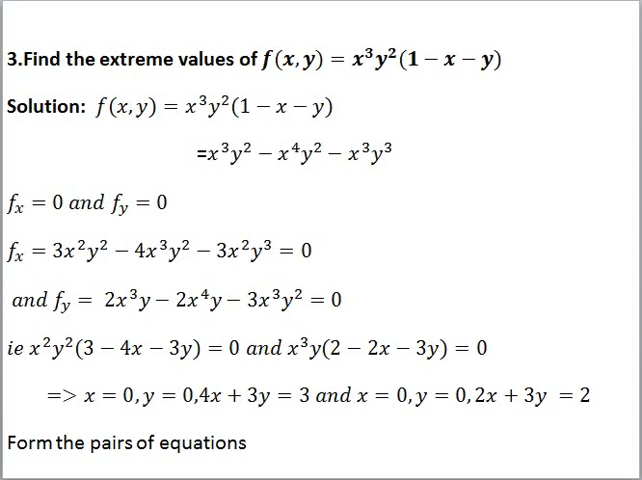 3.Find the extreme values of f(x, y) = x³y²(1 − x − y)
Solution: f(x, y) = x³y²(1 − x − y)
=x³y² − x⁴y² − x³y³
fₓ = 0 and f_y = 0
fₓ = 3x²y² − 4x³y² − 3x²y³ = 0
and f_y = 2x³y − 2x⁴y − 3x³y² = 0
ie x²y²(3 − 4x − 3y) = 0 and x³y(2 − 2x − 3y) = 0
=> x = 0, y = 0,4x + 3y = 3 and x = 0, y = 0, 2x + 3y = 2
Form the pairs of equations